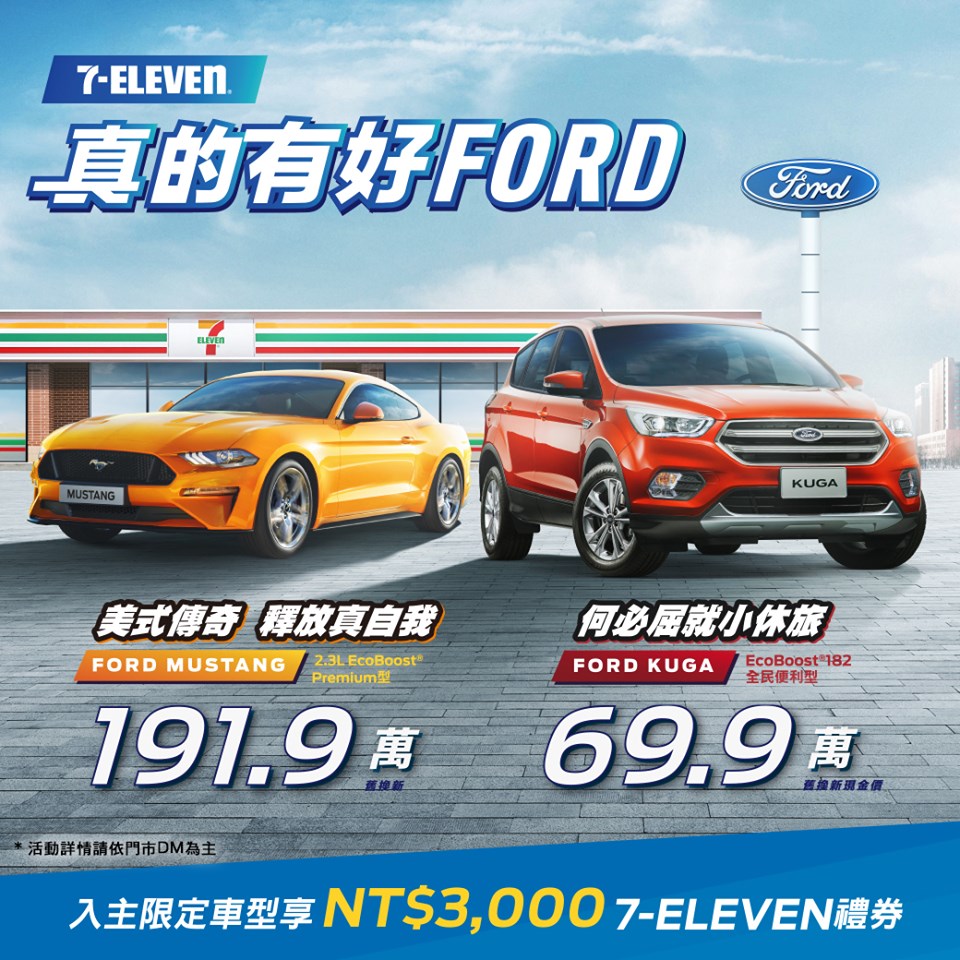 7-ELEVEN®
真的有好FORD
Ford
7
ELEVEN
MUSTANG
Ford
KUGA
美式傳奇 釋放真自我
FORD MUSTANG
2.3L EcoBoost®
Premium型
191.9萬
舊換新
何必屈就小休旅
FORD KUGA
EcoBoost®182
全民便利型
69.9萬
舊換新現金價
* 活動詳情請依門市DM為主
入主限定車型享 NT$3,000 7-ELEVEN禮券